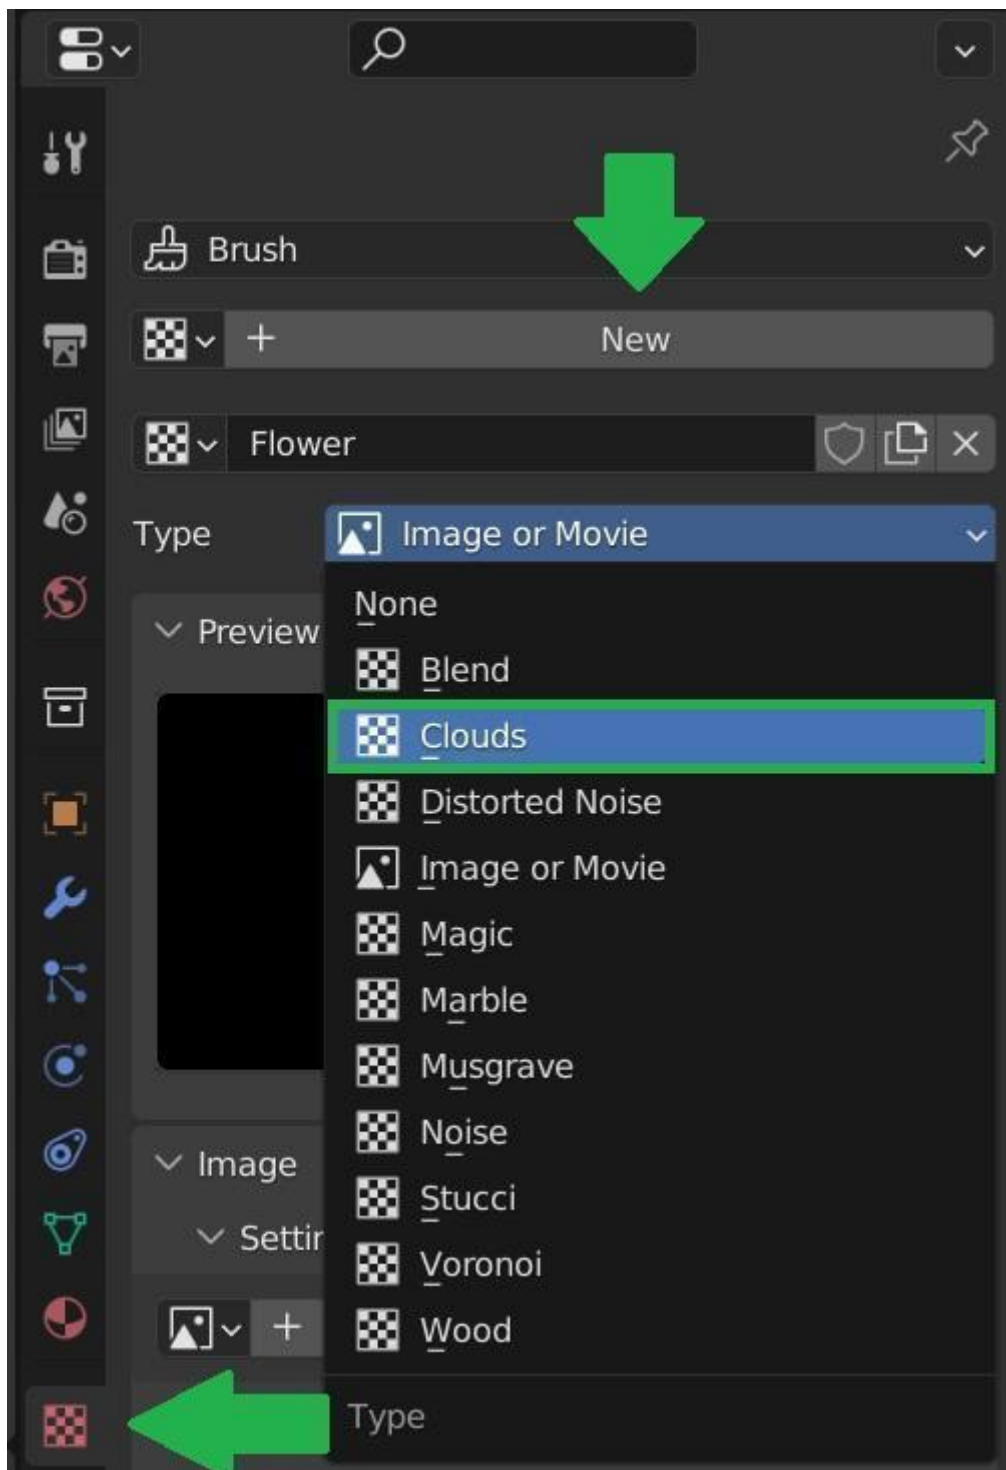 Brush
New
Flower
Type
Image or Movie
None
Preview
Blend
Clouds
Distorted Noise
Image or Movie
Magic
Marble
Musgrave
Noise
Image
Stucci
Settin
Voronoi
Wood
Type